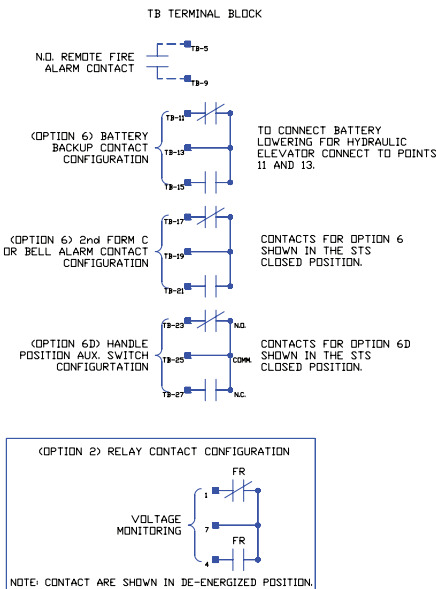 TB TERMINAL BLOCK
N.O. REMOTE FIRE
ALARM CONTACT
TB-5
TB-9
(OPTION 6) BATTERY
BACKUP CONTACT
CONFIGURATION
TB-11
TB-13
TB-15
TO CONNECT BATTERY
LOWERING FOR HYDRAULIC
ELEVATOR CONNECT TO POINTS
11 AND 13.
(OPTION 6) 2nd FORM C
OR BELL ALARM CONTACT
CONFIGURATION
TB-17
TB-19
TB-21
CONTACTS FOR OPTION 6
SHOWN IN THE STS
CLOSED POSITION.
(OPTION 6D) HANDLE
POSITION AUX. SWITCH
CONFIGURTATION
TB-23
TB-25
TB-27
N.O.
COMM.
N.C.
CONTACTS FOR OPTION 6D
SHOWN IN THE STS
CLOSED POSITION.
(OPTION 2) RELAY CONTACT CONFIGURATION
VOLTAGE
MONITORING
1
7
4
FR
FR
NOTE: CONTACT ARE SHOWN IN DE-ENERGIZED POSITION.